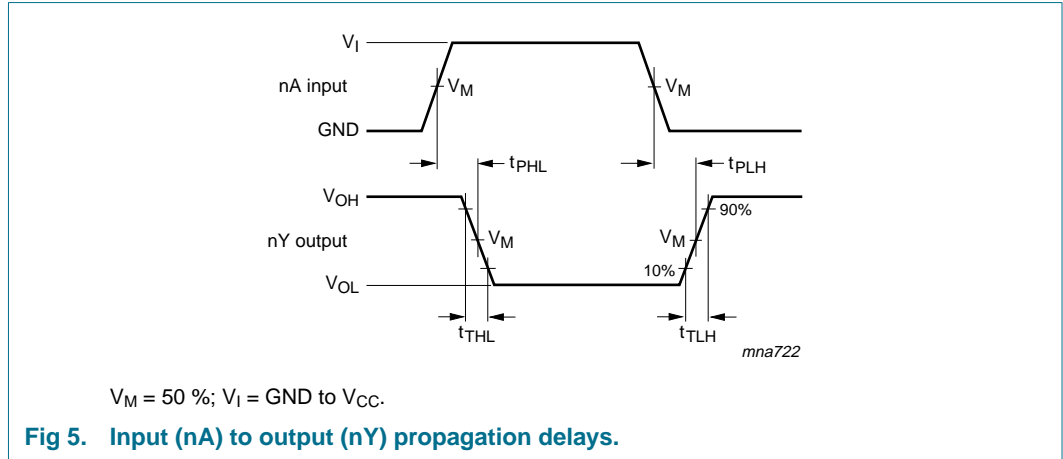 V_I
nA input
V_M
V_M
GND
t_PHL
t_PLH
V_OH
90%
nY output
V_M
V_M
10%
V_OL
t_THL
t_TLH
mna722
V_M = 50 %; V_I = GND to V_CC.
Fig 5. Input (nA) to output (nY) propagation delays.